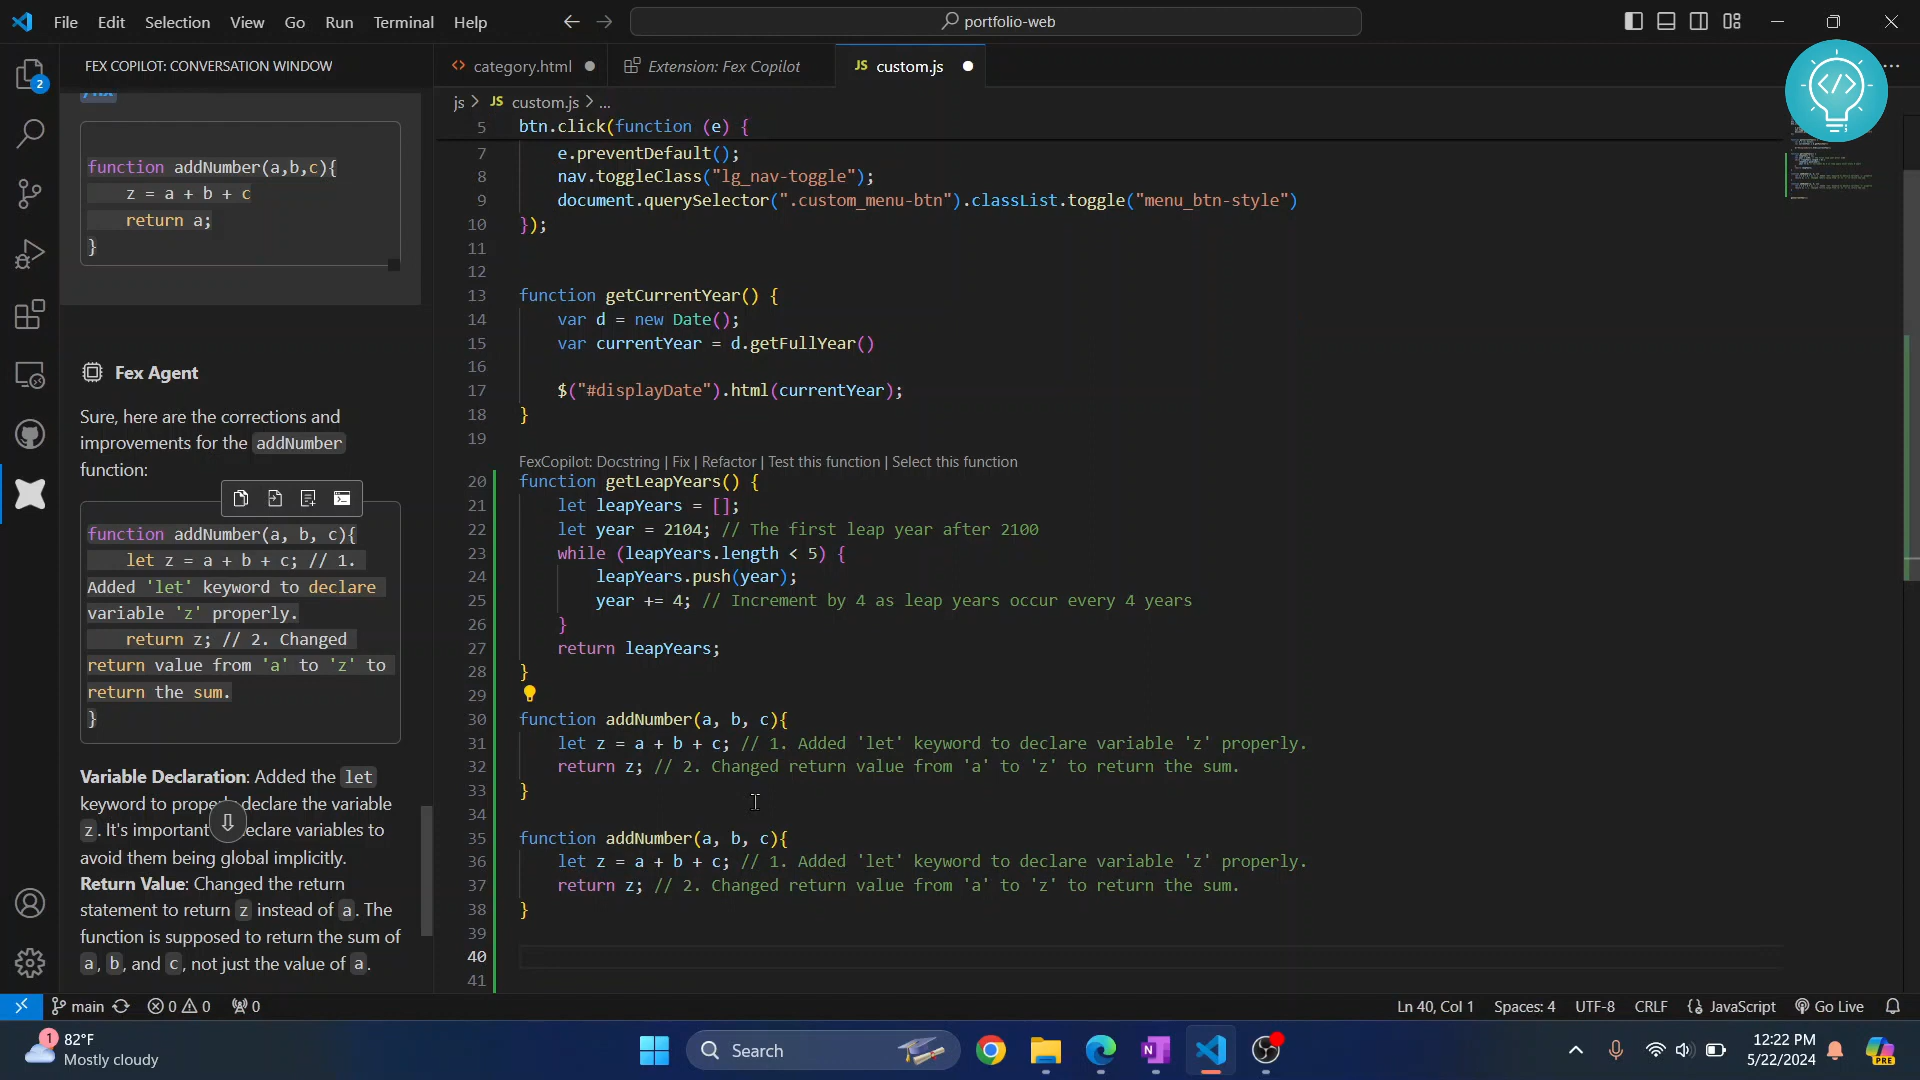 File Edit Selection View Go Run Terminal Help
portfolio-web
FEX COPILOT: CONVERSATION WINDOW
category.html
Extension: Fex Copilot
JS custom.js
js > JS custom.js > ...
2
/fix
function addNumber(a,b,c){
z = a + b + c
return a;
}
Fex Agent
Sure, here are the corrections and
improvements for the addNumber
function:
function addNumber(a, b, c){
let z = a + b + c; // 1.
Added 'let' keyword to declare
variable 'z' properly.
return z; // 2. Changed
return value from 'a' to 'z' to
return the sum.
}
Variable Declaration: Added the let
keyword to properly declare the variable
z. It's important declare variables to
avoid them being global implicitly.
Return Value: Changed the return
statement to return z instead of a. The
function is supposed to return the sum of
a, b, and c, not just the value of a.
5 btn.click(function (e) {
7 e.preventDefault();
8 nav.toggleClass("lg_nav-toggle");
9 document.querySelector(".custom_menu-btn").classList.toggle("menu_btn-style")
10 });
11
12
13 function getCurrentYear() {
14 var d = new Date();
15 var currentYear = d.getFullYear()
16
17 $("#displayDate").html(currentYear);
18 }
19
FexCopilot: Docstring | Fix | Refactor | Test this function | Select this function
20 function getLeapYears() {
21 let leapYears = [];
22 let year = 2104; // The first leap year after 2100
23 while (leapYears.length < 5) {
24 leapYears.push(year);
25 year += 4; // Increment by 4 as leap years occur every 4 years
26 }
27 return leapYears;
28 }
29
30 function addNumber(a, b, c){
31 let z = a + b + c; // 1. Added 'let' keyword to declare variable 'z' properly.
32 return z; // 2. Changed return value from 'a' to 'z' to return the sum.
33 }
34
35 function addNumber(a, b, c){
36 let z = a + b + c; // 1. Added 'let' keyword to declare variable 'z' properly.
37 return z; // 2. Changed return value from 'a' to 'z' to return the sum.
38 }
39
40
41
main 0 0 0
Ln 40, Col 1 Spaces: 4 UTF-8 CRLF JavaScript Go Live
1
82°F
Mostly cloudy
Search
12:22 PM
5/22/2024
PRE